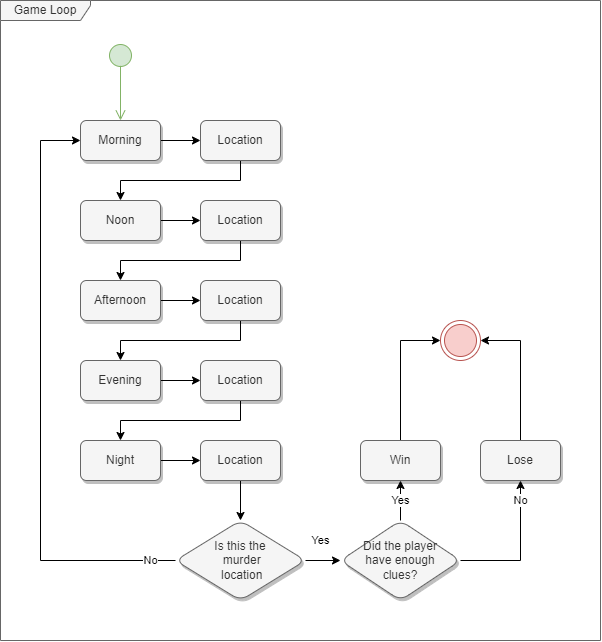 Game Loop
Morning
Location
Noon
Location
Afternoon
Location
Evening
Location
Night
Location
Win
Lose
Yes
No
Is this the
murder
location
Yes
Did the player
have enough
clues?
No